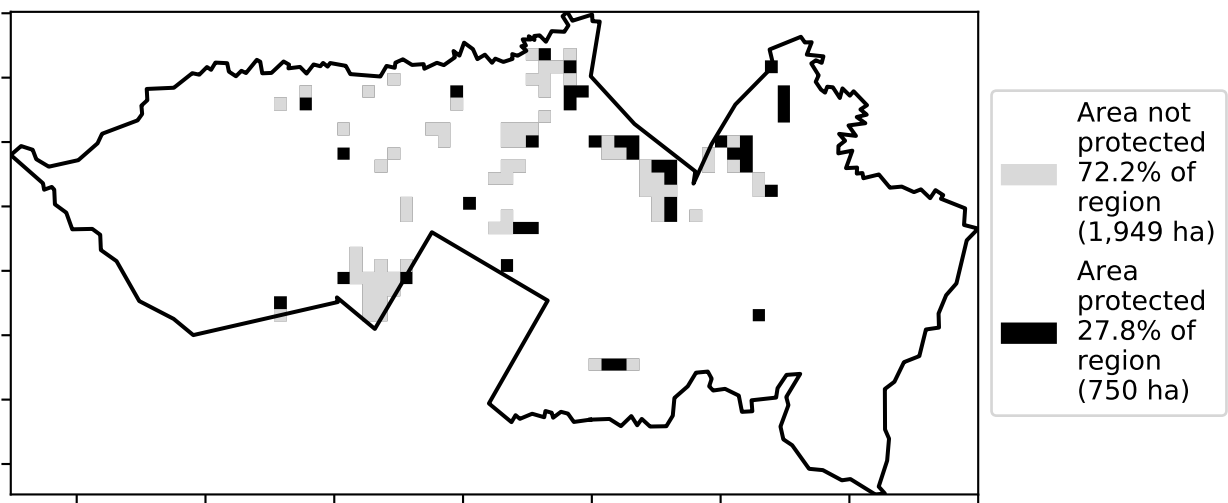 Area not
protected
72.2% of
region
(1,949 ha)
Area
protected
27.8% of
region
(750 ha)